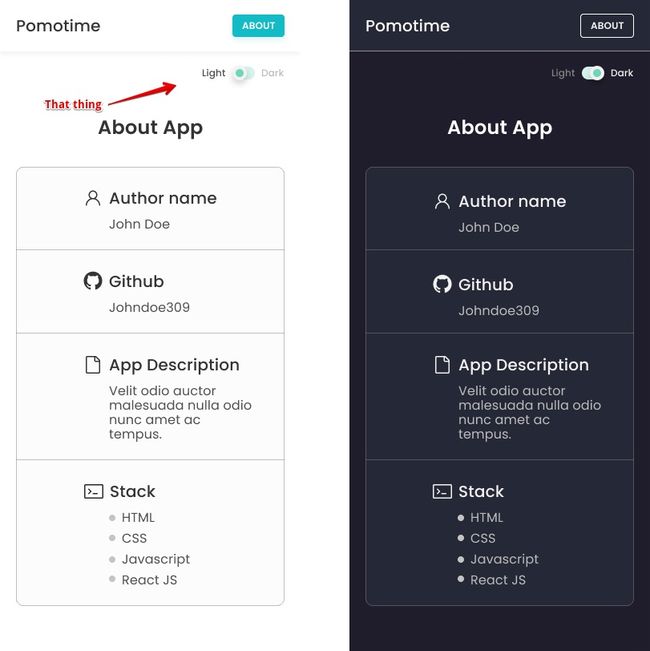 Pomotime
ABOUT
Light
Dark
That thing
About App
Author name
John Doe
Github
Johndoe309
App Description
Velit odio auctor
malesuada nulla odio
nunc amet ac
tempus.
Stack
HTML
CSS
Javascript
React JS
Pomotime
ABOUT
Light
Dark
About App
Author name
John Doe
Github
Johndoe309
App Description
Velit odio auctor
malesuada nulla odio
nunc amet ac
tempus.
Stack
HTML
CSS
Javascript
React JS